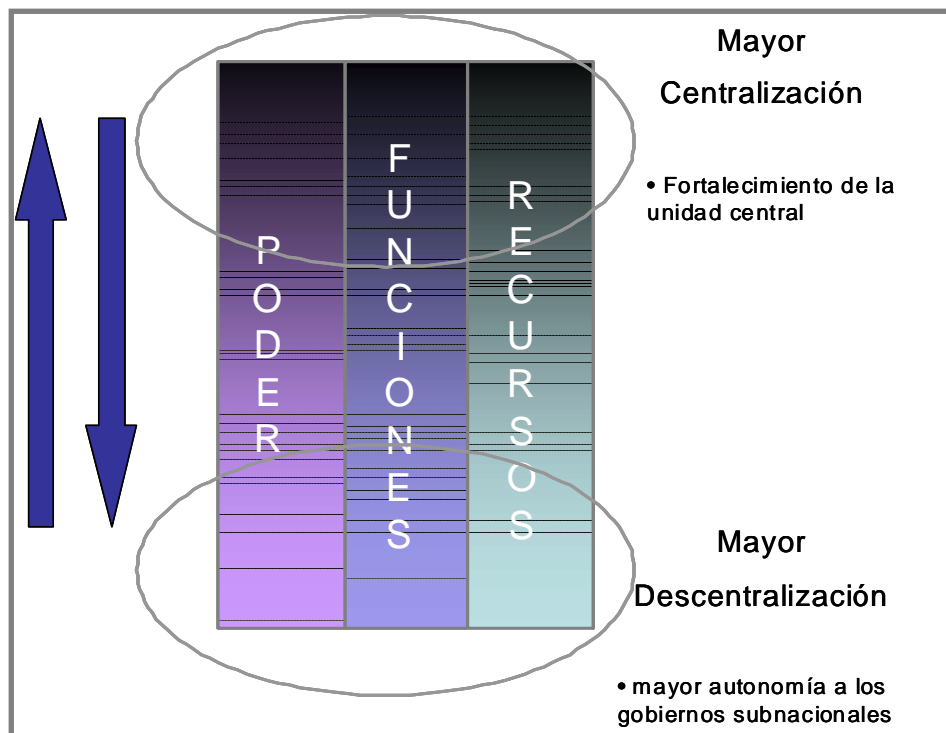 Mayor
Centralización
• Fortalecimiento de la
unidad central
PODER
FUNCIONES
RECURSOS
Mayor
Descentralización
• mayor autonomía a los
gobiernos subnacionales